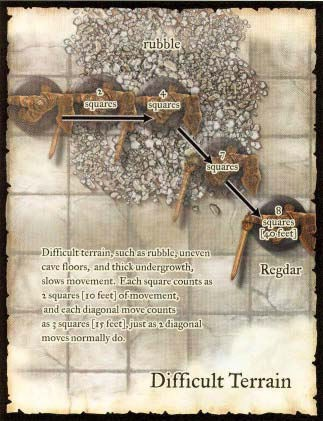 rubble
2
squares
4
squares
7
squares
8
squares
[40 feet]
Regdar
Difficult terrain, such as rubble, uneven
cave floors, and thick undergrowth,
slows movement. Each square counts as
2 squares [10 feet] of movement,
and each diagonal move counts
as 3 squares [15 feet], just as 2 diagonal
moves normally do.
Difficult Terrain